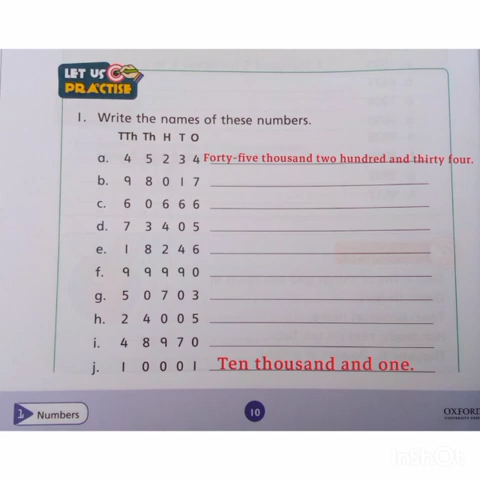 LET US
PRACTISE
1. Write the names of these numbers.
TTh Th H T O
a. 4 5 2 3 4 Forty-five thousand two hundred and thirty four.
b. 9 8 0 1 7
c. 6 0 6 6 6
d. 7 3 4 0 5
e. 1 8 2 4 6
f. 9 9 9 9 0
g. 5 0 7 0 3
h. 2 4 0 0 5
i. 4 8 9 7 0
j. 1 0 0 0 1 Ten thousand and one.
1 Numbers
10
OXFORD
InShOt